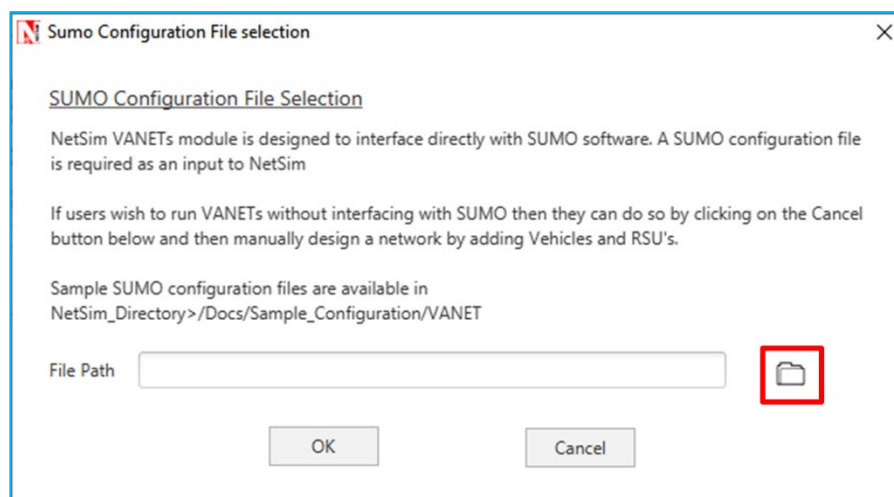 Sumo Configuration File selection
SUMO Configuration File Selection
NetSim VANETs module is designed to interface directly with SUMO software. A SUMO configuration file
is required as an input to NetSim
If users wish to run VANETs without interfacing with SUMO then they can do so by clicking on the Cancel
button below and then manually design a network by adding Vehicles and RSU's.
Sample SUMO configuration files are available in
NetSim_Directory>/Docs/Sample_Configuration/VANET
File Path
OK Cancel